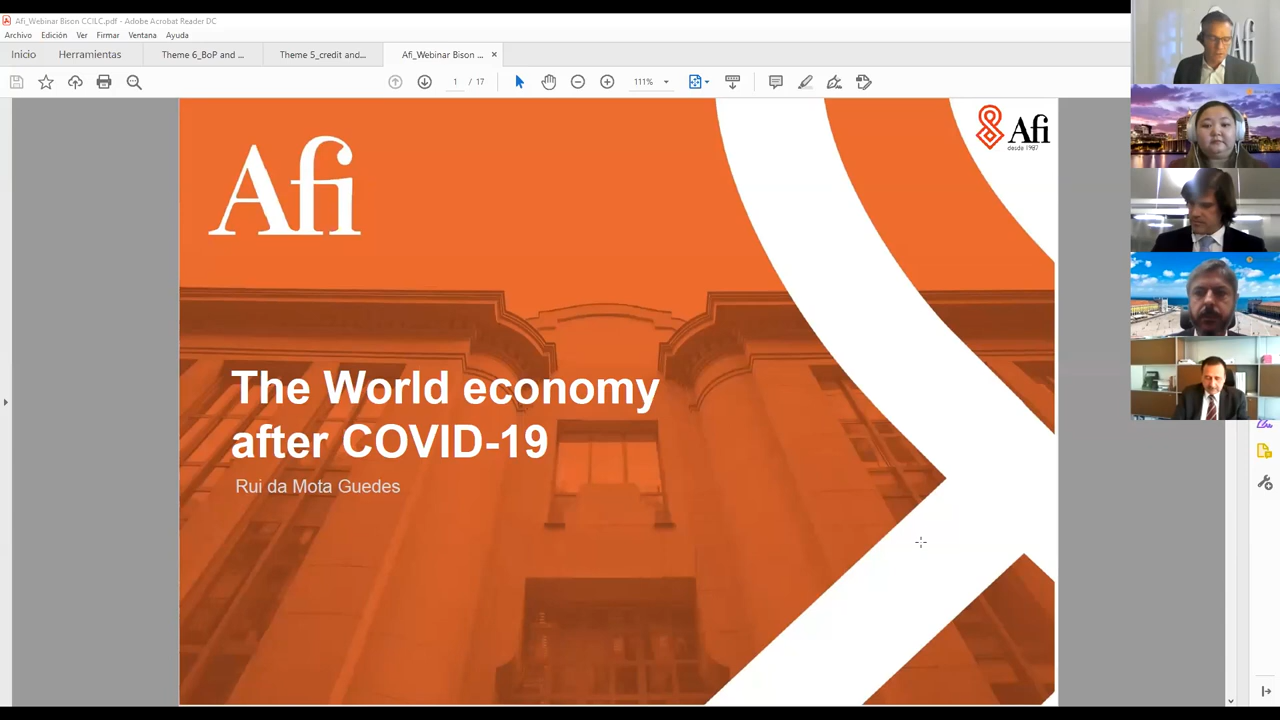 Afi_Webinar Bison CCILC.pdf - Adobe Acrobat Reader DC
Archivo Edición Ver Firmar Ventana Ayuda
Inicio Herramientas Theme 6_BoP and ... Theme 5_credit and... Afi_Webinar Bison ... ×
1 / 17 111%
Afi
Afi
desde 1987
Afi
The World economy
after COVID-19
Rui da Mota Guedes